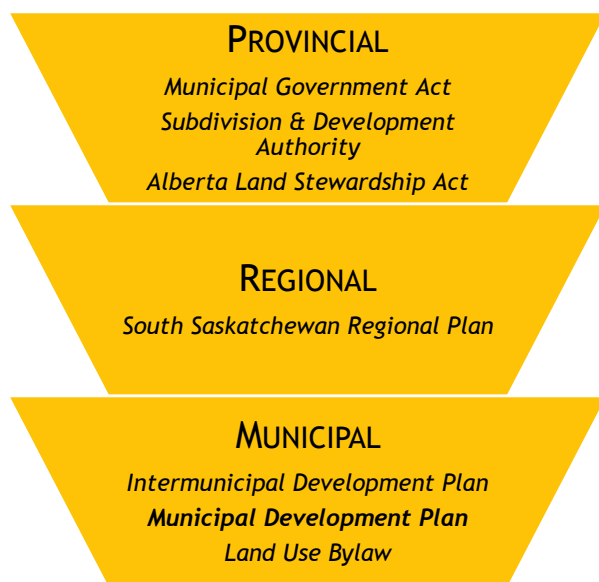 PROVINCIAL
Municipal Government Act
Subdivision & Development
Authority
Alberta Land Stewardship Act
REGIONAL
South Saskatchewan Regional Plan
MUNICIPAL
Intermunicipal Development Plan
Municipal Development Plan
Land Use Bylaw